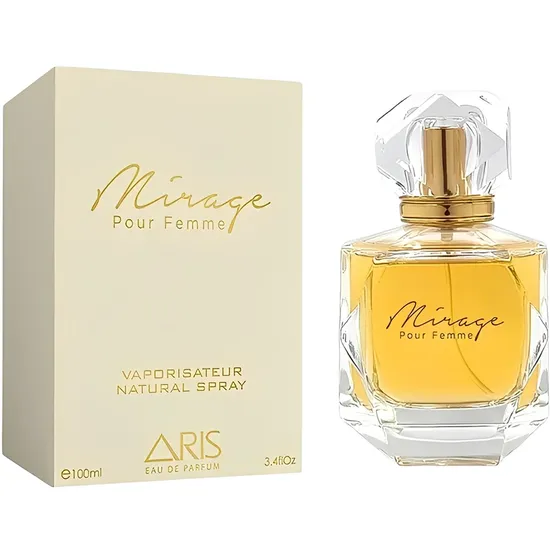 Mirage
Pour Femme
VAPORISATEUR
NATURAL SPRAY
ARIS
EAU DE PARFUM
℮100ml
3.4flOz
Mirage
Pour Femme